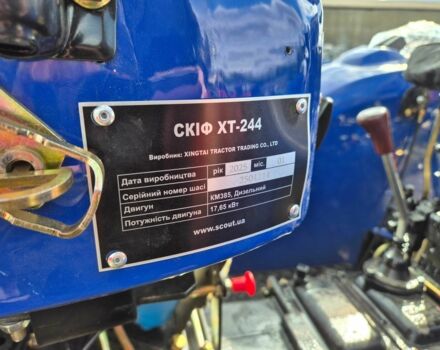 СКІФ ХТ-244
Виробник: XINGTAI TRACTOR TRADING CO., LTD
Дата виробництва рік 2025 міс. 01
Серійний номер шасі
Двигун КМ385, Дизельний
Потужність двигуна 17,65 кВт
www.scout.ua